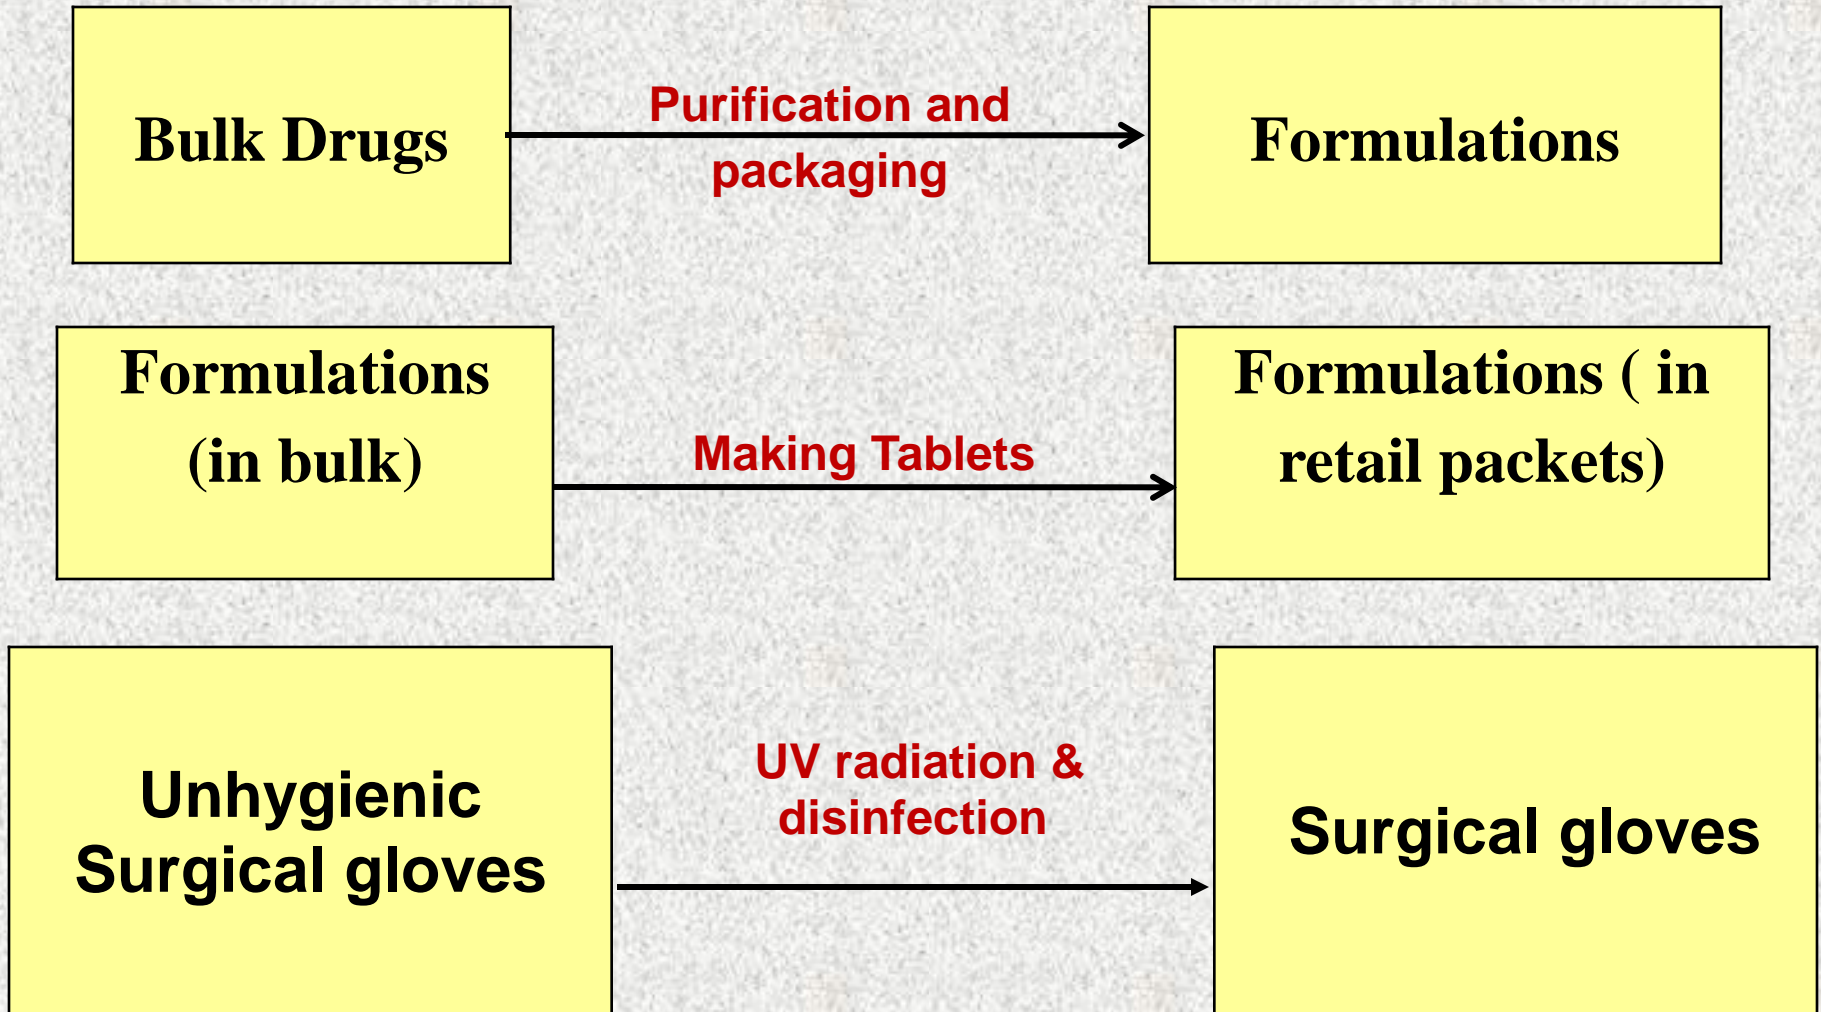 Bulk Drugs
Purification and
packaging
Formulations
Formulations
(in bulk)
Making Tablets
Formulations ( in
retail packets)
Unhygienic
Surgical gloves
UV radiation &
disinfection
Surgical gloves